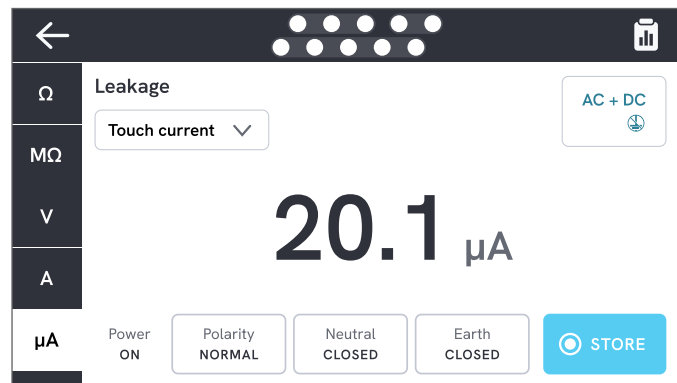 Leakage
Touch current
AC + DC
20.1 µA
Ω
MΩ
V
A
µA
Power
ON
Polarity
NORMAL
Neutral
CLOSED
Earth
CLOSED
STORE